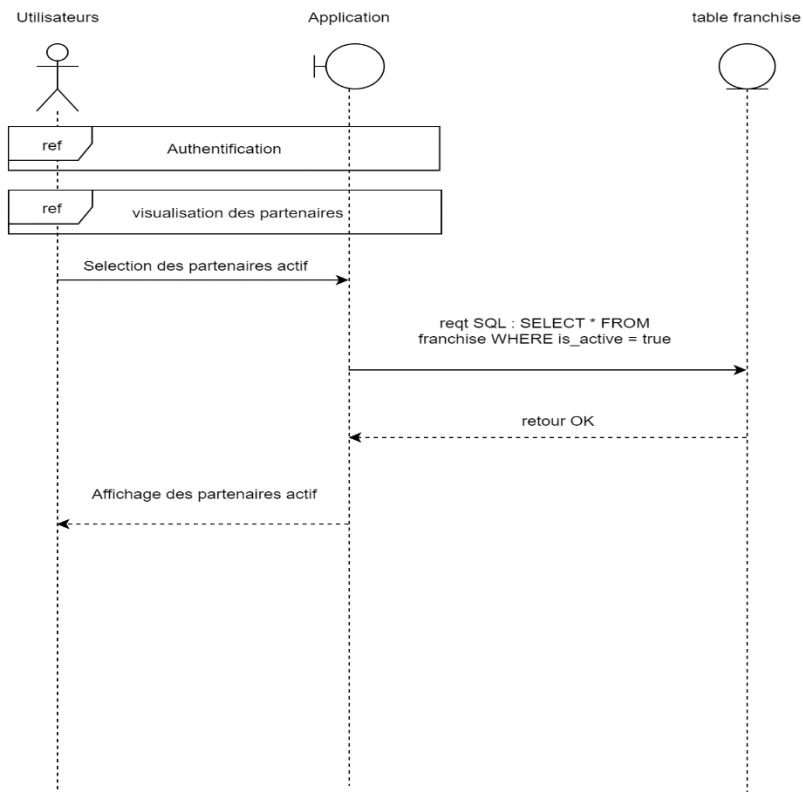 Utilisateurs
Application
table franchise
ref
Authentification
ref
visualisation des partenaires
Selection des partenaires actif
reqt SQL : SELECT * FROM
franchise WHERE is_active = true
retour OK
Affichage des partenaires actif